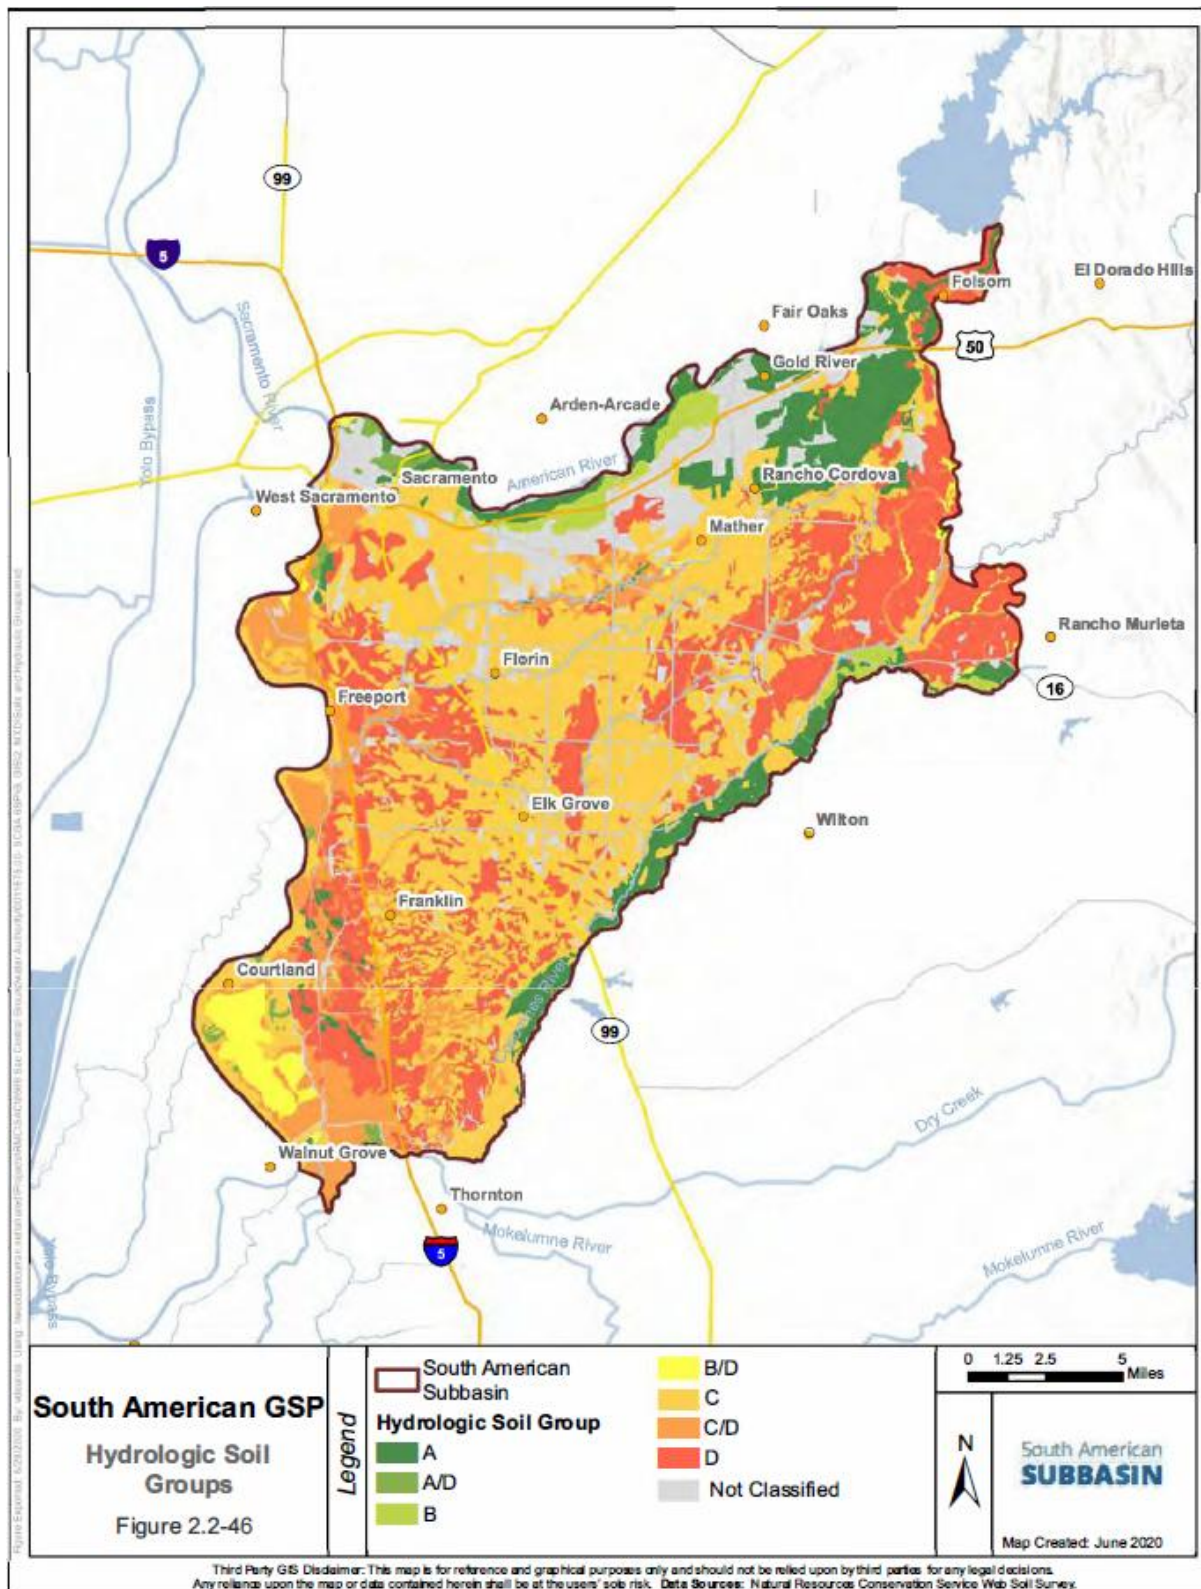 99
5
Sacramento River
Yolo Bypass
Folsom
El Dorado Hills
Fair Oaks
50
Gold River
Arden-Arcade
American River
Sacramento
Rancho Cordova
West Sacramento
Mather
Rancho Murieta
Florin
16
Freeport
Elk Grove
Wilton
Franklin
Courtland
River
99
Dry Creek
Walnut Grove
Thornton
Mokelumne River
5
Mokelumne River
Yolo Bypass
South American GSP
Hydrologic Soil
Groups
Figure 2.2-46
Legend
South American
Subbasin
Hydrologic Soil Group
A
A/D
B
B/D
C
C/D
D
Not Classified
0 1.25 2.5 5
Miles
N
South American
SUBBASIN
Map Created: June 2020
Third Party GIS Disclaimer: This map is for reference and graphical purposes only and should not be relied upon by third parties for any legal decisions.
Any reliance upon the map or data contained herein shall be at the users' sole risk. Data Sources: Natural Resources Conservation Service Web Soil Survey.